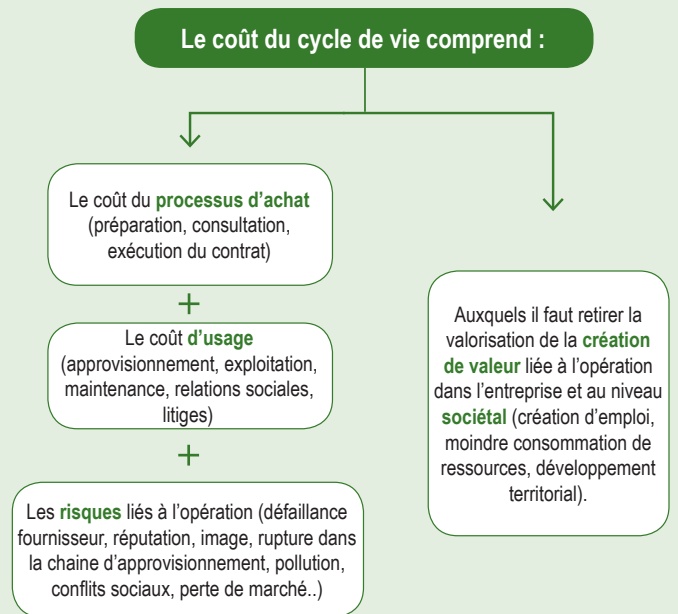 Le coût du cycle de vie comprend :
Le coût du processus d'achat
(préparation, consultation,
exécution du contrat)
+
Le coût d'usage
(approvisionnement, exploitation,
maintenance, relations sociales,
litiges)
+
Les risques liés à l'opération (défaillance
fournisseur, réputation, image, rupture dans
la chaine d'approvisionnement, pollution,
conflits sociaux, perte de marché..)
Auxquels il faut retirer la
valorisation de la création
de valeur liée à l'opération
dans l'entreprise et au niveau
sociétal (création d'emploi,
moindre consommation de
ressources, développement
territorial).